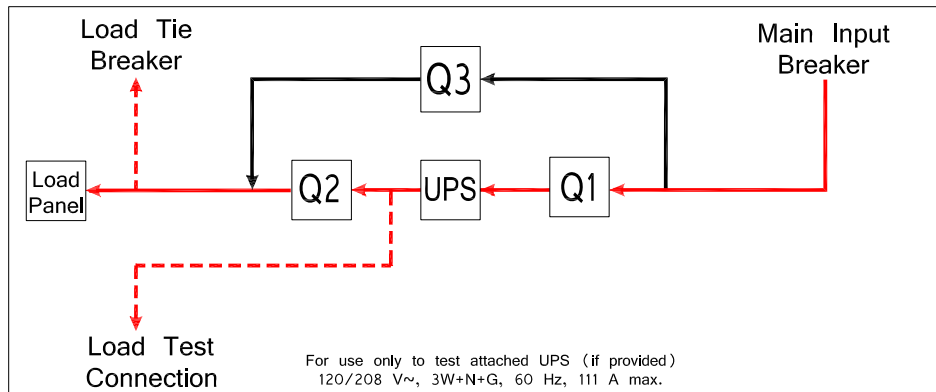 Load Tie
Breaker
Main Input
Breaker
Q3
Load
Panel
Q2
UPS
Q1
Load Test
Connection
For use only to test attached UPS (if provided)
120/208 V~, 3W+N+G, 60 Hz, 111 A max.